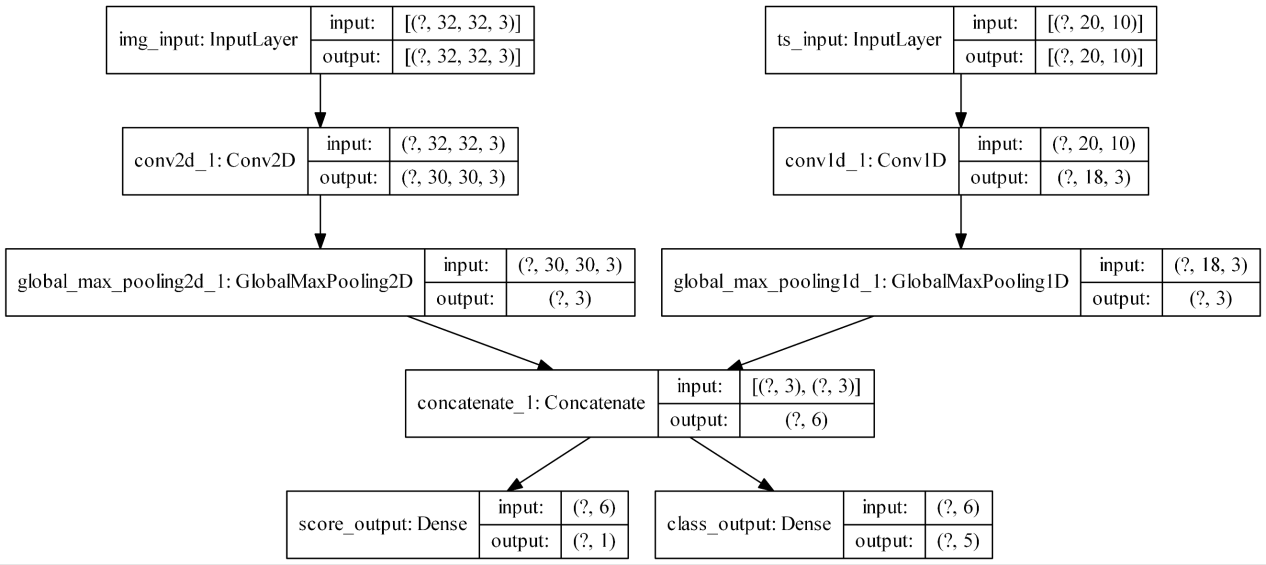 img_input: InputLayer
input:
[(?, 32, 32, 3)]
output:
[(?, 32, 32, 3)]
ts_input: InputLayer
input:
[(?, 20, 10)]
output:
[(?, 20, 10)]
conv2d_1: Conv2D
input:
(?, 32, 32, 3)
output:
(?, 30, 30, 3)
conv1d_1: Conv1D
input:
(?, 20, 10)
output:
(?, 18, 3)
global_max_pooling2d_1: GlobalMaxPooling2D
input:
(?, 30, 30, 3)
output:
(?, 3)
global_max_pooling1d_1: GlobalMaxPooling1D
input:
(?, 18, 3)
output:
(?, 3)
concatenate_1: Concatenate
input:
[(?, 3), (?, 3)]
output:
(?, 6)
score_output: Dense
input:
(?, 6)
output:
(?, 1)
class_output: Dense
input:
(?, 6)
output:
(?, 5)